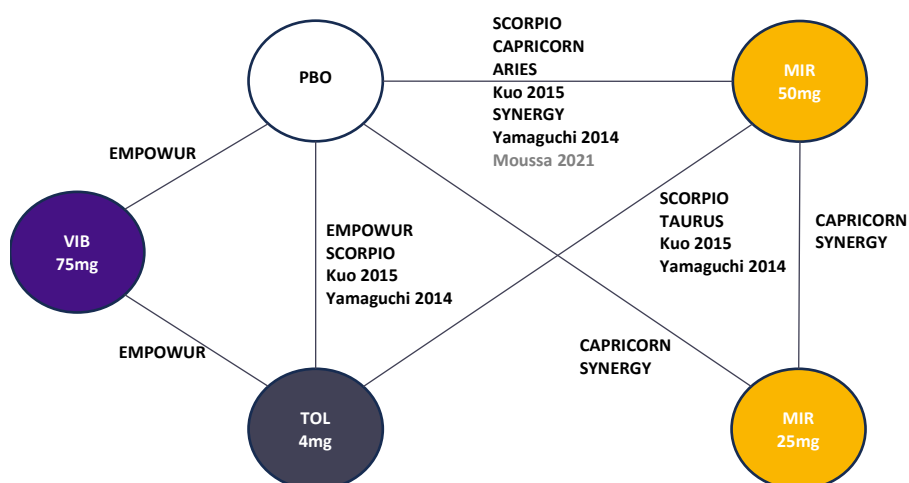 SCORPIO
CAPRICORN
ARIES
Kuo 2015
SYNERGY
Yamaguchi 2014
Moussa 2021
PBO
MIR
50mg
EMPOWUR
VIB
75mg
EMPOWUR
SCORPIO
Kuo 2015
Yamaguchi 2014
SCORPIO
TAURUS
Kuo 2015
Yamaguchi 2014
CAPRICORN
SYNERGY
EMPOWUR
CAPRICORN
SYNERGY
TOL
4mg
MIR
25mg